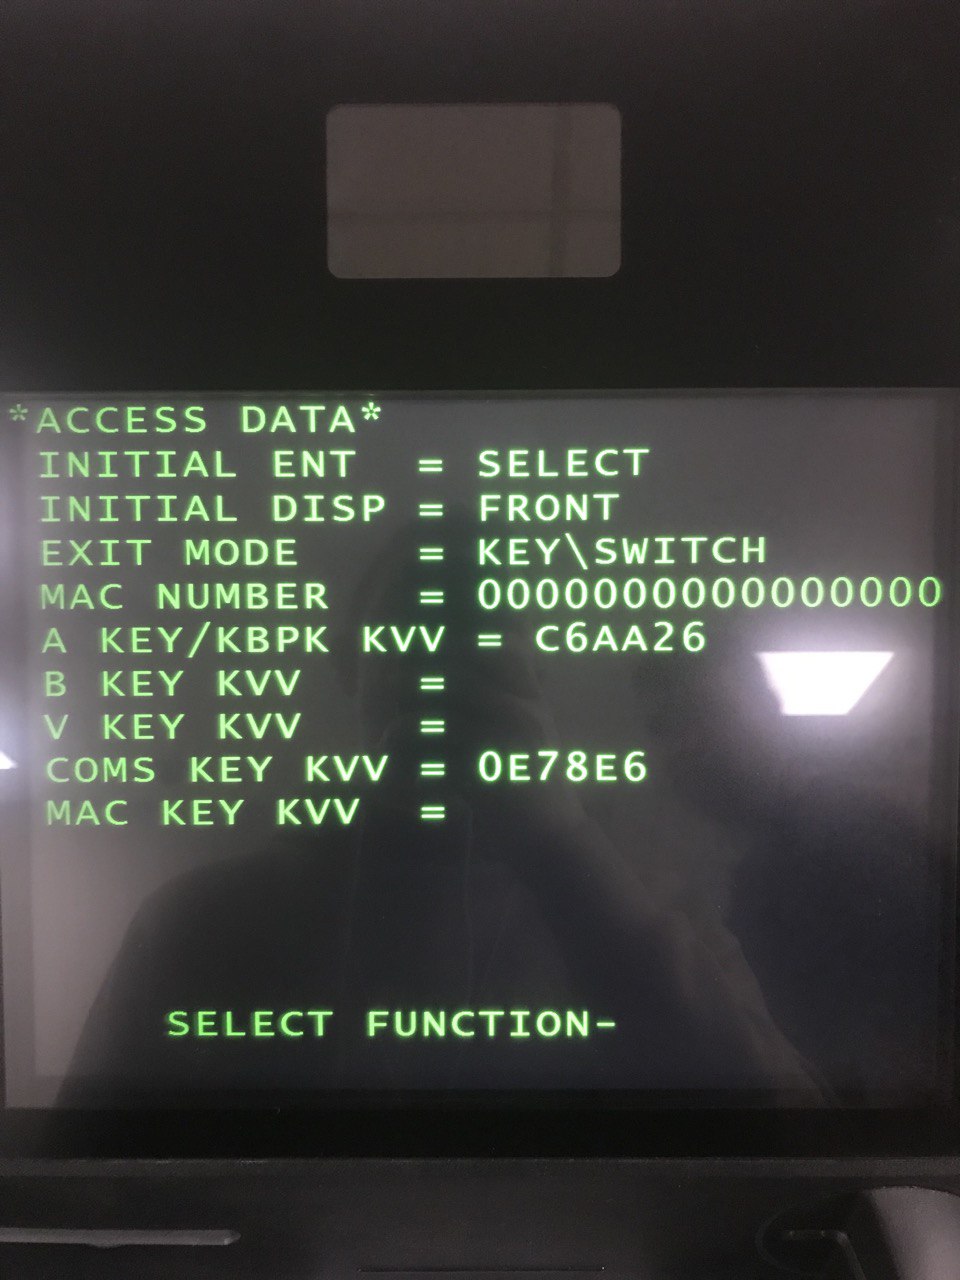 *ACCESS DATA*
INITIAL ENT = SELECT
INITIAL DISP = FRONT
EXIT MODE = KEY\SWITCH
MAC NUMBER = 0000000000000000
A KEY/KBPK KVV = C6AA26
B KEY KVV =
V KEY KVV =
COMS KEY KVV = 0E78E6
MAC KEY KVV =
SELECT FUNCTION-